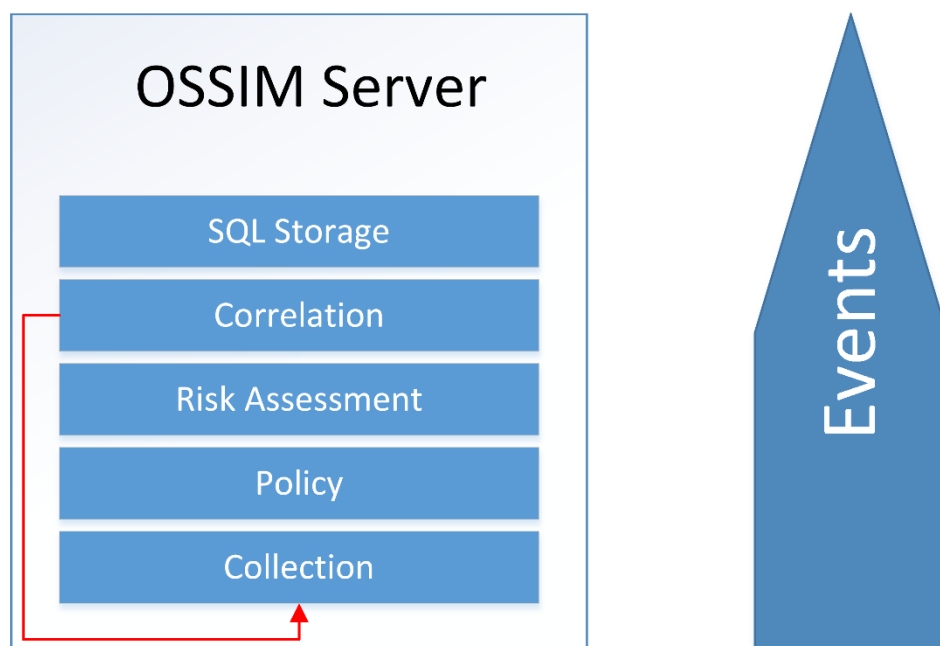 OSSIM Server
SQL Storage
Correlation
Risk Assessment
Policy
Collection
Events